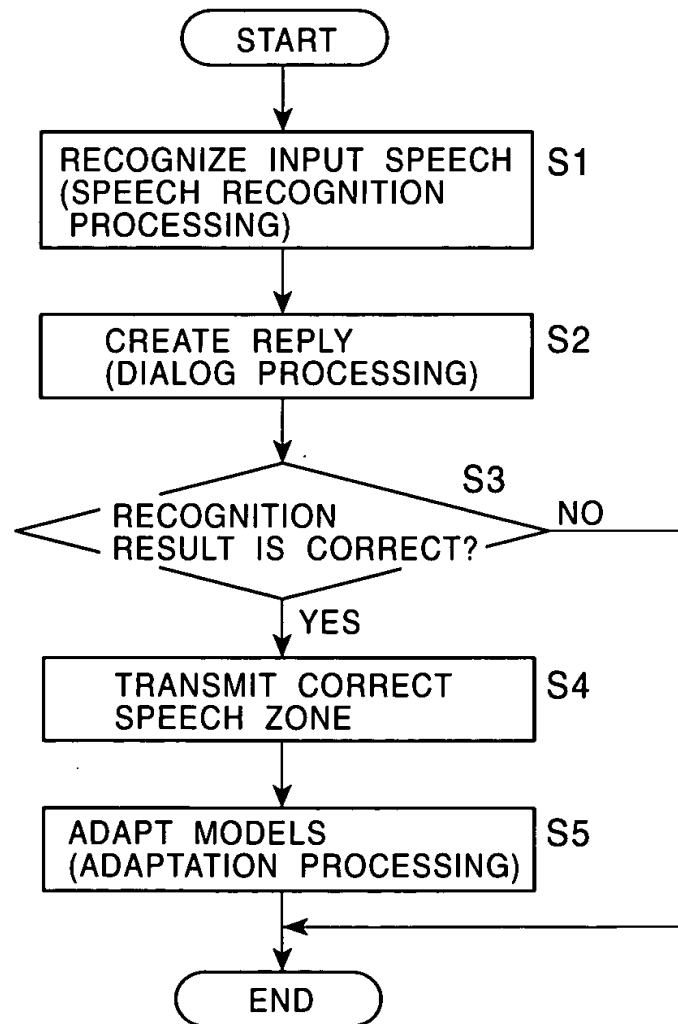 START
RECOGNIZE INPUT SPEECH
(SPEECH RECOGNITION
PROCESSING)
S1
CREATE REPLY
(DIALOG PROCESSING)
S2
S3
RECOGNITION
RESULT IS CORRECT?
NO
YES
TRANSMIT CORRECT
SPEECH ZONE
S4
ADAPT MODELS
(ADAPTATION PROCESSING)
S5
END